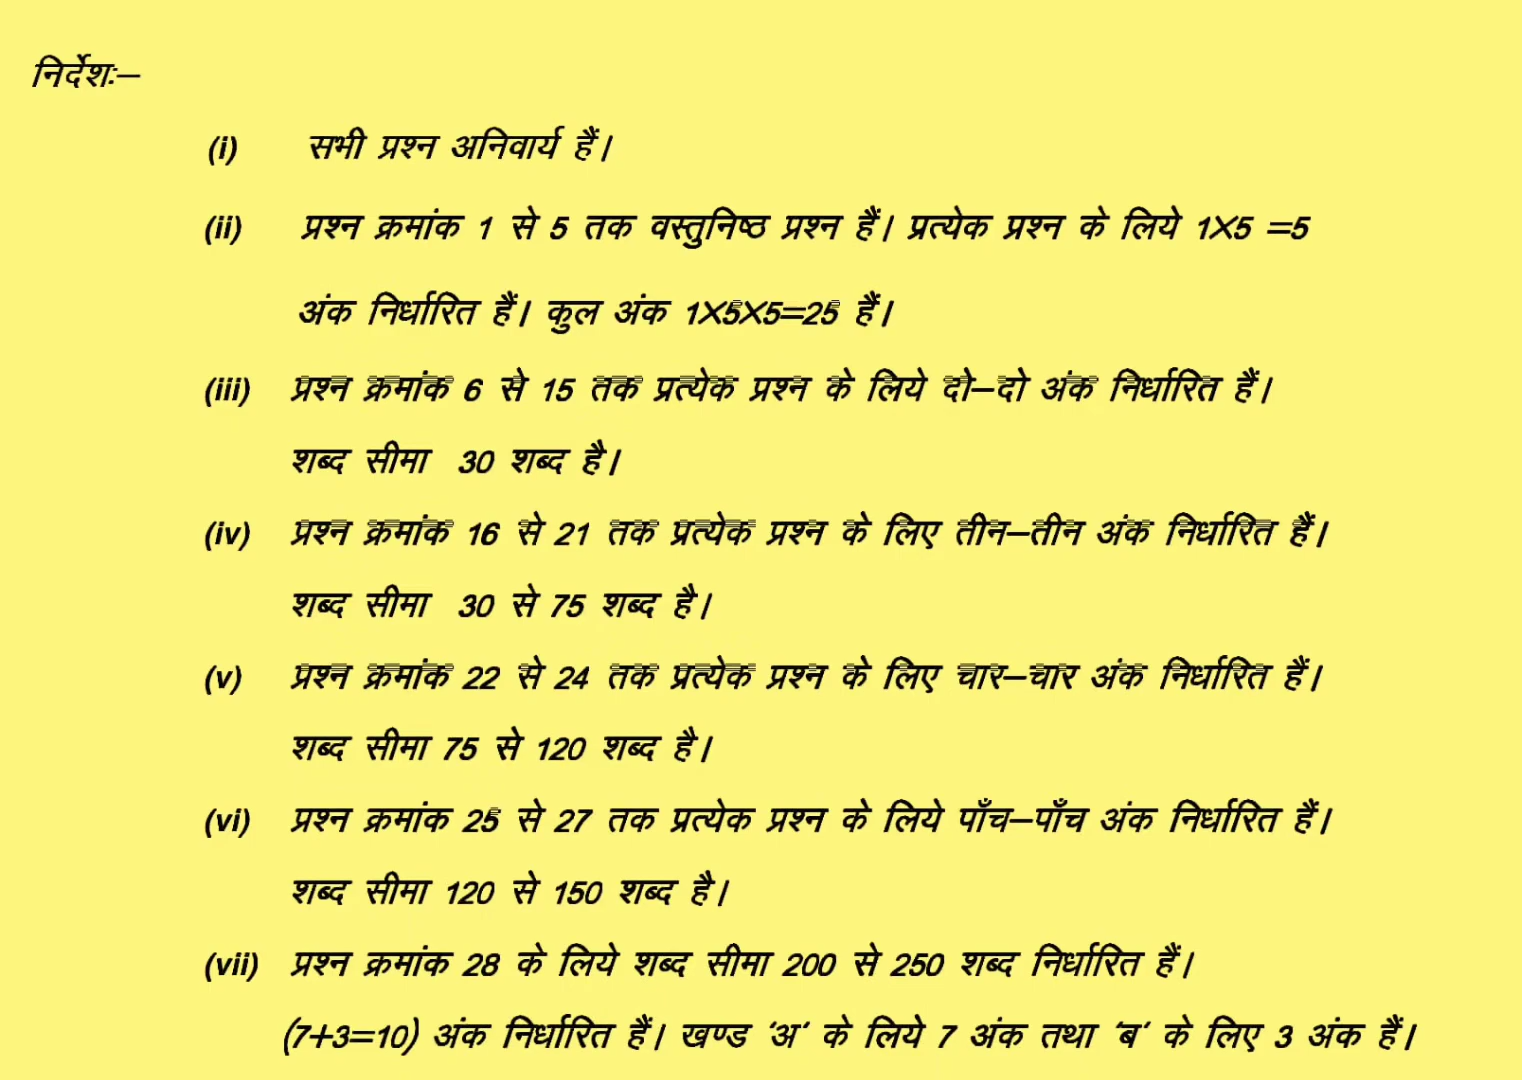 निर्देशः—
(i) सभी प्रश्न अनिवार्य हैं।
(ii) प्रश्न क्रमांक 1 से 5 तक वस्तुनिष्ठ प्रश्न हैं। प्रत्येक प्रश्न के लिये 1X5 =5
अंक निर्धारित हैं। कुल अंक 1X5X5=25 हैं।
(iii) प्रश्न क्रमांक 6 से 15 तक प्रत्येक प्रश्न के लिये दो—दो अंक निर्धारित हैं।
शब्द सीमा 30 शब्द है।
(iv) प्रश्न क्रमांक 16 से 21 तक प्रत्येक प्रश्न के लिए तीन—तीन अंक निर्धारित हैं।
शब्द सीमा 30 से 75 शब्द है।
(v) प्रश्न क्रमांक 22 से 24 तक प्रत्येक प्रश्न के लिए चार—चार अंक निर्धारित हैं।
शब्द सीमा 75 से 120 शब्द है।
(vi) प्रश्न क्रमांक 25 से 27 तक प्रत्येक प्रश्न के लिये पाँच—पाँच अंक निर्धारित हैं।
शब्द सीमा 120 से 150 शब्द है।
(vii) प्रश्न क्रमांक 28 के लिये शब्द सीमा 200 से 250 शब्द निर्धारित हैं।
(7+3=10) अंक निर्धारित हैं। खण्ड ‘अ‘ के लिये 7 अंक तथा ‘ब‘ के लिए 3 अंक हैं।